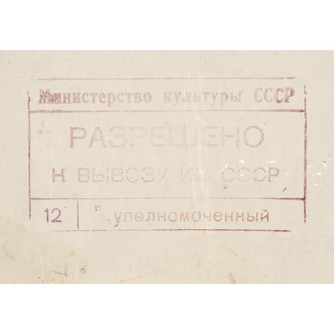 Министерство культуры СССР
РАЗРЕШЕНО
К ВЫВОЗУ ИЗ СССР
12 уполномоченный